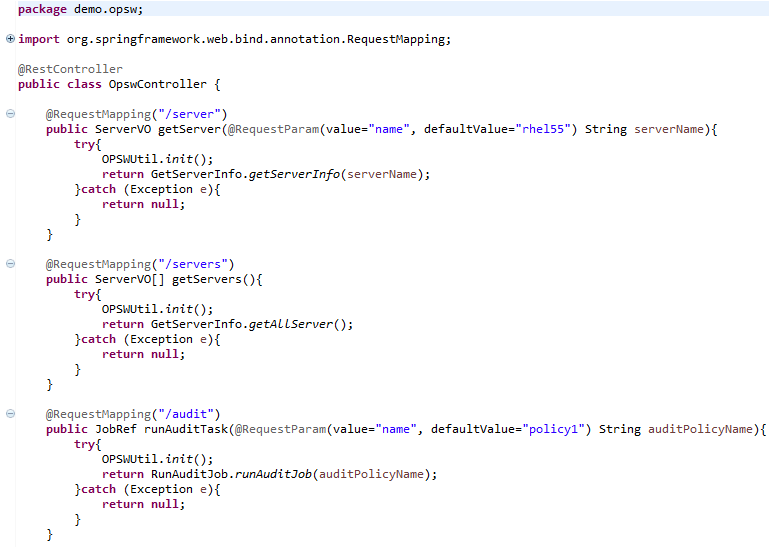 package demo.opsw;
import org.springframework.web.bind.annotation.RequestMapping;
@RestController
public class OpswController {
@RequestMapping("/server")
public ServerVO getServer(@RequestParam(value="name", defaultValue="rhel55") String serverName){
try{
OPSWUtil.init();
return GetServerInfo.getServerInfo(serverName);
}catch (Exception e){
return null;
}
}
@RequestMapping("/servers")
public ServerVO[] getServers(){
try{
OPSWUtil.init();
return GetServerInfo.getAllServer();
}catch (Exception e){
return null;
}
}
@RequestMapping("/audit")
public JobRef runAuditTask(@RequestParam(value="name", defaultValue="policy1") String auditPolicyName){
try{
OPSWUtil.init();
return RunAuditJob.runAuditJob(auditPolicyName);
}catch (Exception e){
return null;
}
}